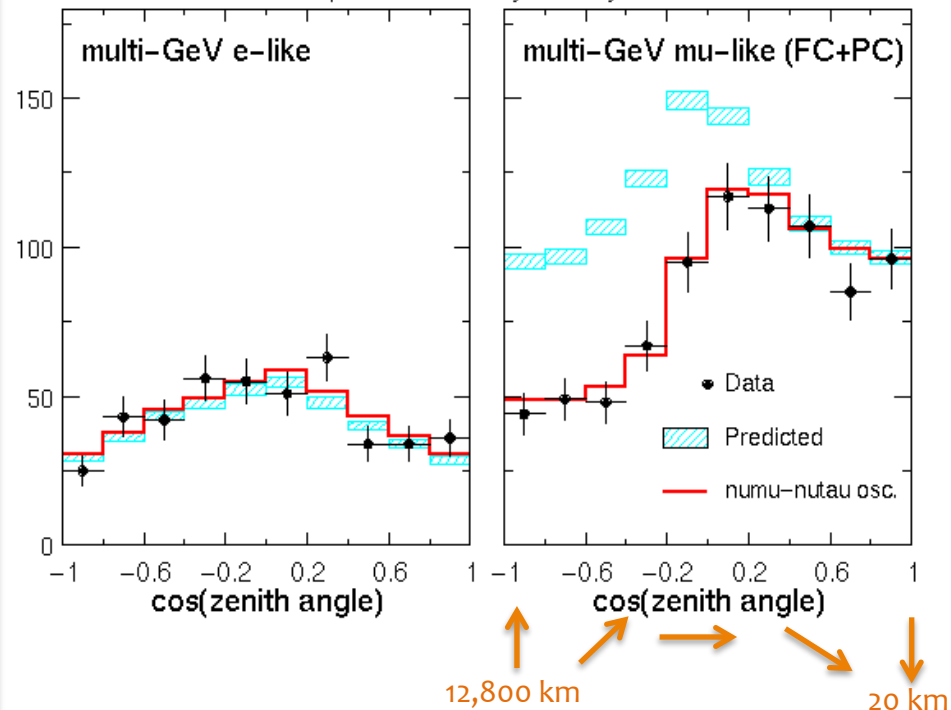 multi-GeV e-like
multi-GeV mu-like (FC+PC)
150
100
50
0
Data
Predicted
numu-nutau osc.
-1 -0.6 -0.2 0.2 0.6 1
-1 -0.6 -0.2 0.2 0.6 1
cos(zenith angle)
cos(zenith angle)
12,800 km
20 km